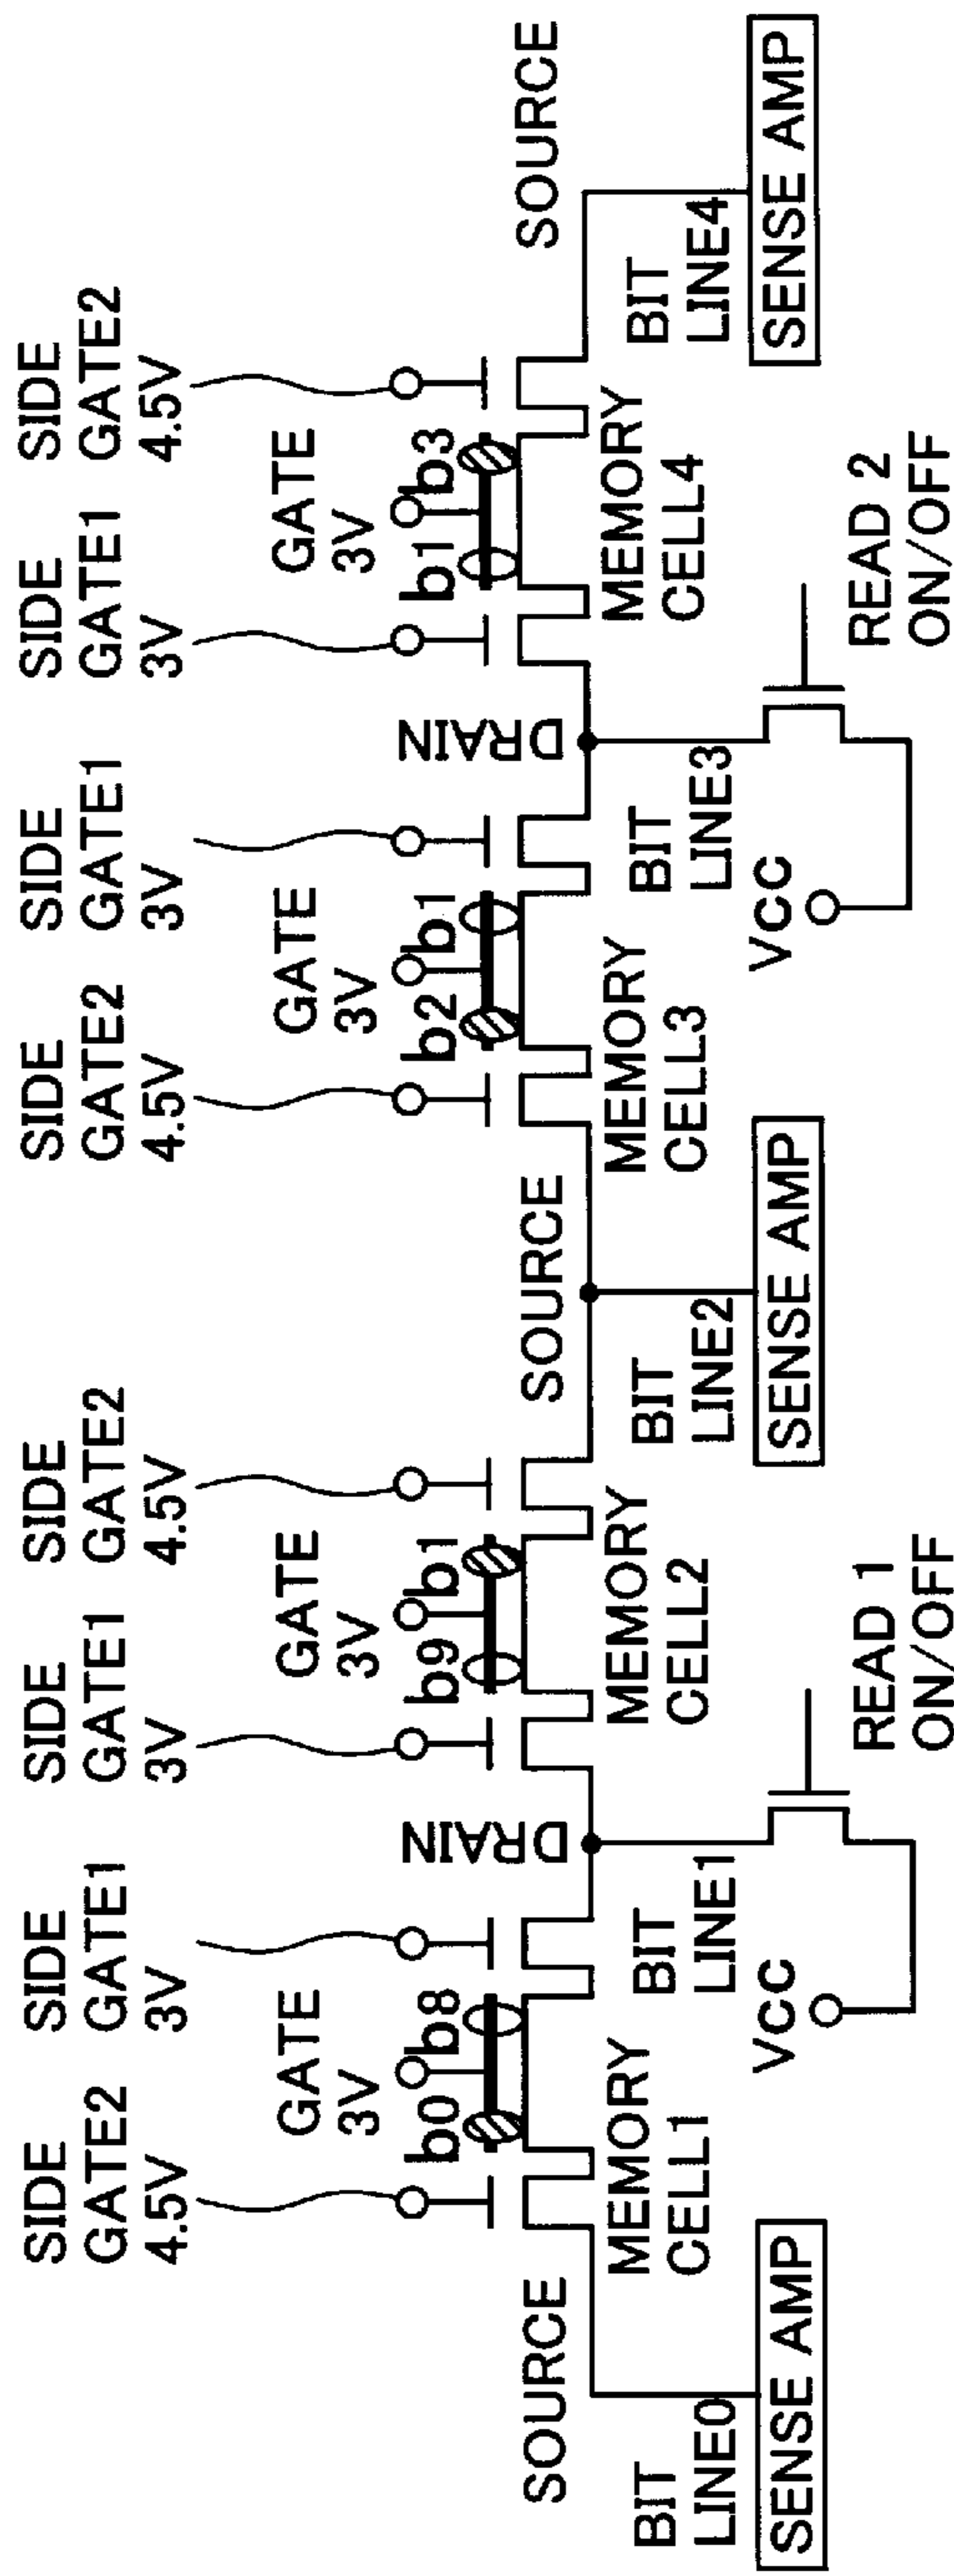 SIDE
GATE2
4.5V
SIDE
GATE1
3V
SIDE
GATE1
3V
SIDE
GATE2
4.5V
SIDE
GATE2
4.5V
SIDE
GATE1
3V
SIDE
GATE1
3V
SIDE
GATE2
4.5V
GATE
3V
GATE
3V
GATE
3V
GATE
3V
b0
b8
b9
b1
b2
b1
b1
b3
SOURCE
DRAIN
SOURCE
DRAIN
SOURCE
MEMORY
CELL1
MEMORY
CELL2
MEMORY
CELL3
MEMORY
CELL4
BIT
LINE0
BIT
LINE1
BIT
LINE2
BIT
LINE3
BIT
LINE4
SENSE AMP
VCC
READ 1
ON/OFF
SENSE AMP
VCC
READ 2
ON/OFF
SENSE AMP